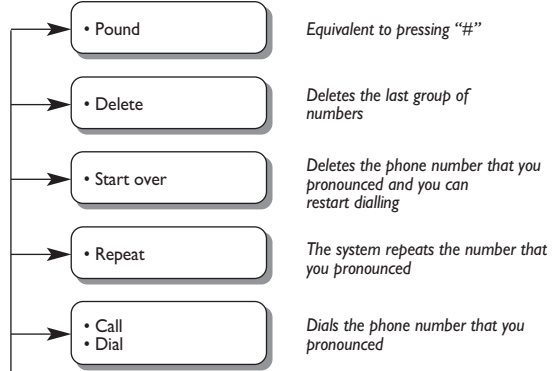 • Pound
Equivalent to pressing “#”
• Delete
Deletes the last group of
numbers
• Start over
Deletes the phone number that you
pronounced and you can
restart dialling
• Repeat
The system repeats the number that
you pronounced
• Call
• Dial
Dials the phone number that you
pronounced